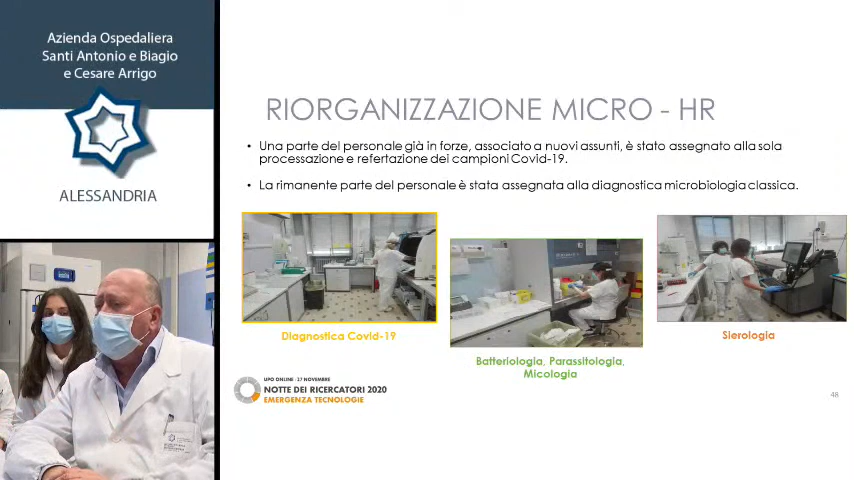 Azienda Ospedaliera
Santi Antonio e Biagio
e Cesare Arrigo
ALESSANDRIA
RIORGANIZZAZIONE MICRO - HR
• Una parte del personale già in forze, associato a nuovi assunti, è stato assegnato alla sola
processazione e refertazione dei campioni Covid-19.
• La rimanente parte del personale è stata assegnata alla diagnostica microbiologia classica.
Diagnostica Covid-19
Batteriologia, Parassitologia,
Micologia
Sierologia
UPO ONLINE · 27 NOVEMBRE
NOTTE DEI RICERCATORI 2020
EMERGENZA TECNOLOGIE
48